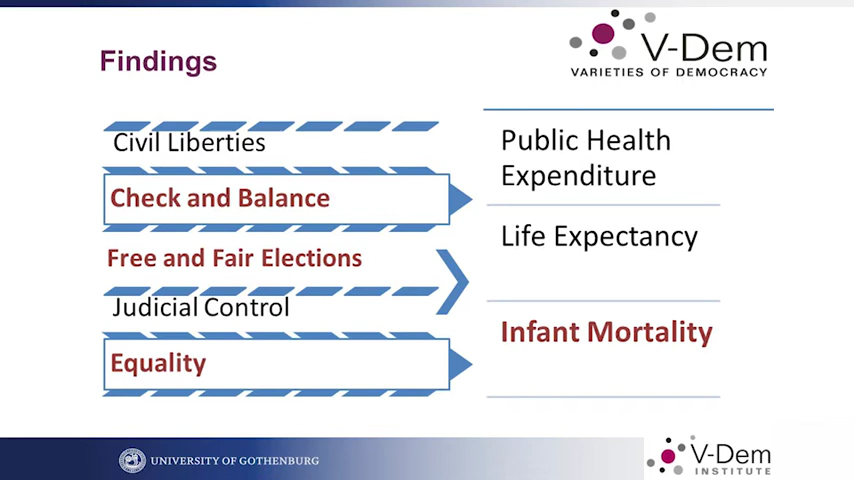 Findings
V-Dem
VARIETIES OF DEMOCRACY
Civil Liberties
Check and Balance
Free and Fair Elections
Judicial Control
Equality
Public Health
Expenditure
Life Expectancy
Infant Mortality
UNIVERSITY OF GOTHENBURG
V-Dem
INSTITUTE